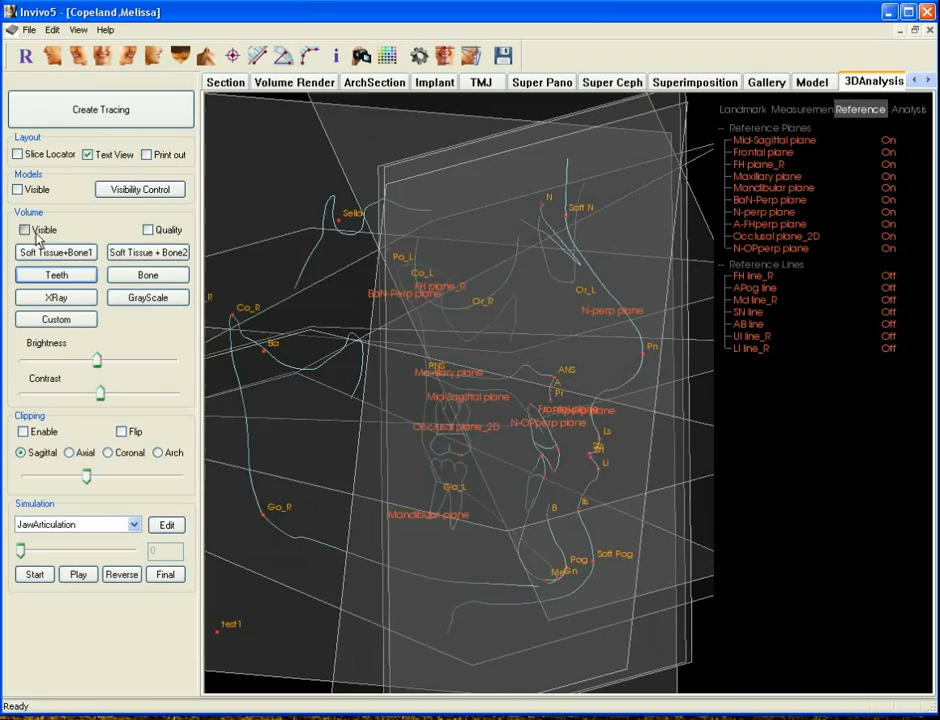 Invivo5 - [Copeland,Melissa]
File Edit View Help
R
Section Volume Render ArchSection Implant TMJ Super Pano Super Ceph Superimposition Gallery Model 3DAnalysis
Create Tracing
Layout
Slice Locator Text View Print out
Models
Visible Visibility Control
Volume
Visible Quality
Soft Tissue+Bone1 Soft Tissue + Bone2
Teeth Bone
XRay GrayScale
Custom
Brightness
Contrast
Clipping
Enable Flip
Sagittal Axial Coronal Arch
Simulation
JawArticulation Edit
0
Start Play Reverse Final
N
Soft N
Sella
Po_L
Co_L
FH plane_R
BaN-Perp plane
Or_L
Or_R
Co_R
N-perp plane
Ba
Pn
PNS
ANS
Maxillary plane
A
Pr
Mid-Sagittal plane
N-OPperp plane
Occlusal plane_2D
Ls
Li
Go_L
Go_R
B
Mandibular plane
Pog
Soft Pog
test1
Landmark Measuremen Reference Analysis
Reference Planes
Mid-Sagittal plane On
Frontal plane On
FH plane_R On
Maxillary plane On
Mandibular plane On
BaN-Perp plane On
N-perp plane On
A-FHperp plane On
Occlusal plane_2D On
N-OPperp plane On
Reference Lines
FH line_R Off
APog line Off
Md line_R Off
SN line Off
AB line Off
UI line_R Off
LI line_R Off
Ready